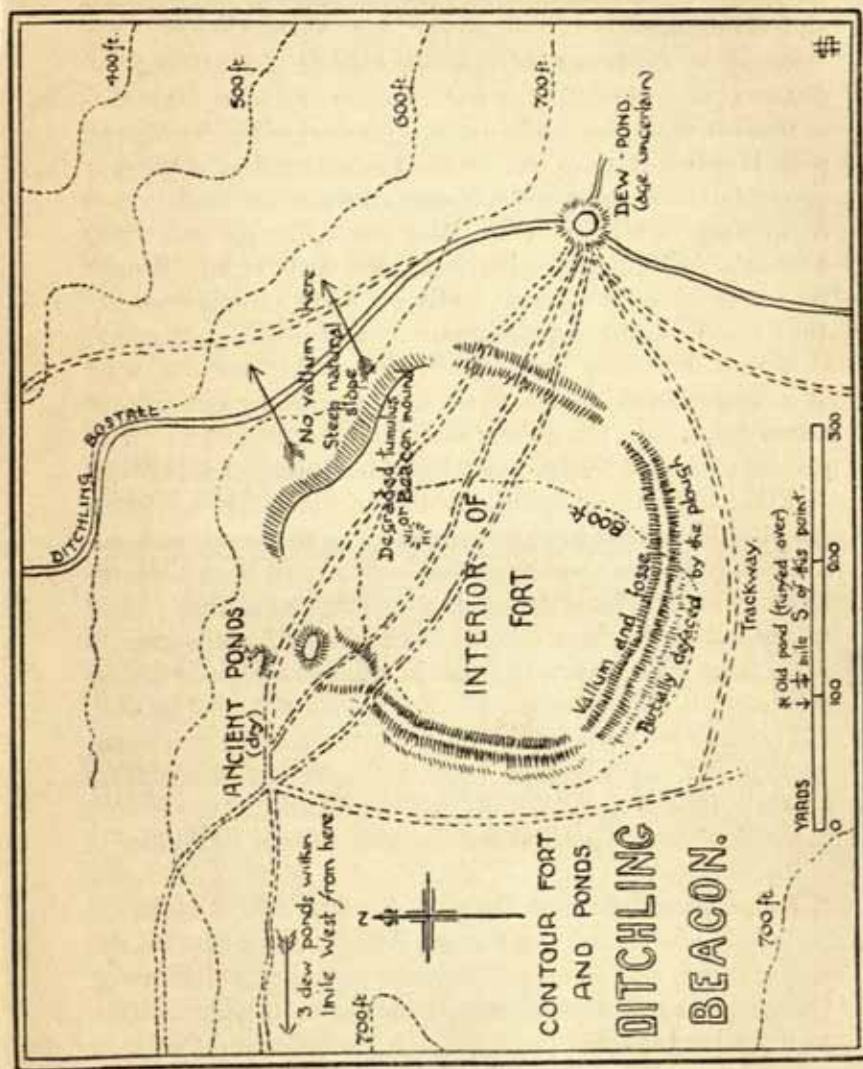 DITCHLING BOSTALL
400 ft.
500 ft
600 ft
700 ft
No vallum here
Steep natural
slope
DEW-POND.
(age uncertain)
ANCIENT PONDS
(dry)
Degraded tumulus
or Beacon mound
INTERIOR OF
FORT
800 ft
Vallum and fosse
Partially defaced by the plough
Trackway.
3 dew ponds within
1 mile West from here
N
700 ft
CONTOUR FORT
AND PONDS
DITCHLING
BEACON.
700 ft
Old pond (turfed over)
mile S of this point.
YARDS
0 100 200 300